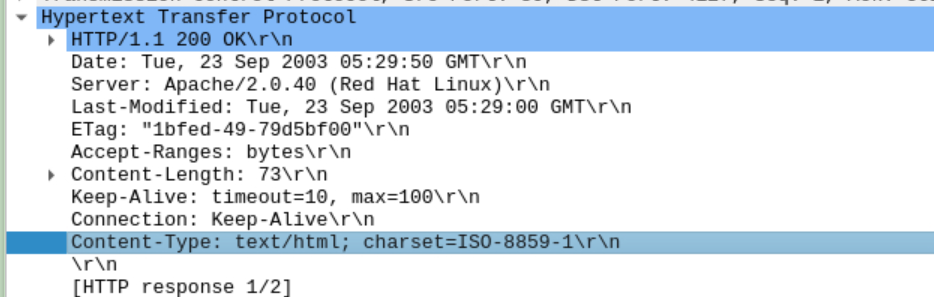 Hypertext Transfer Protocol
HTTP/1.1 200 OK\r\n
Date: Tue, 23 Sep 2003 05:29:50 GMT\r\n
Server: Apache/2.0.40 (Red Hat Linux)\r\n
Last-Modified: Tue, 23 Sep 2003 05:29:00 GMT\r\n
ETag: "1bfed-49-79d5bf00"\r\n
Accept-Ranges: bytes\r\n
Content-Length: 73\r\n
Keep-Alive: timeout=10, max=100\r\n
Connection: Keep-Alive\r\n
Content-Type: text/html; charset=ISO-8859-1\r\n
\r\n
[HTTP response 1/2]